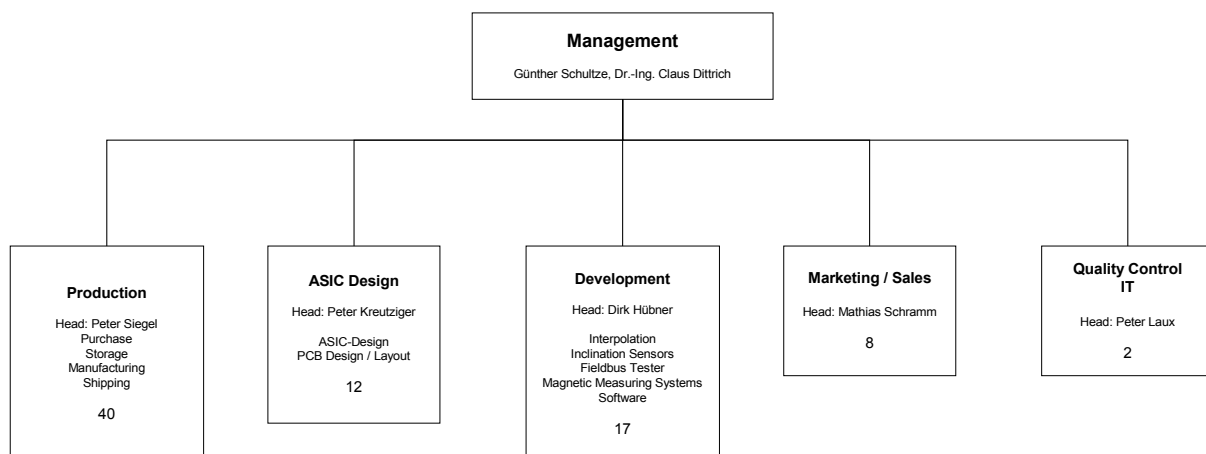 Management
Günther Schultze, Dr.-Ing. Claus Dittrich
Production
Head: Peter Siegel
Purchase
Storage
Manufacturing
Shipping
40
ASIC Design
Head: Peter Kreutziger
ASIC-Design
PCB Design / Layout
12
Development
Head: Dirk Hübner
Interpolation
Inclination Sensors
Fieldbus Tester
Magnetic Measuring Systems
Software
17
Marketing / Sales
Head: Mathias Schramm
8
Quality Control
IT
Head: Peter Laux
2